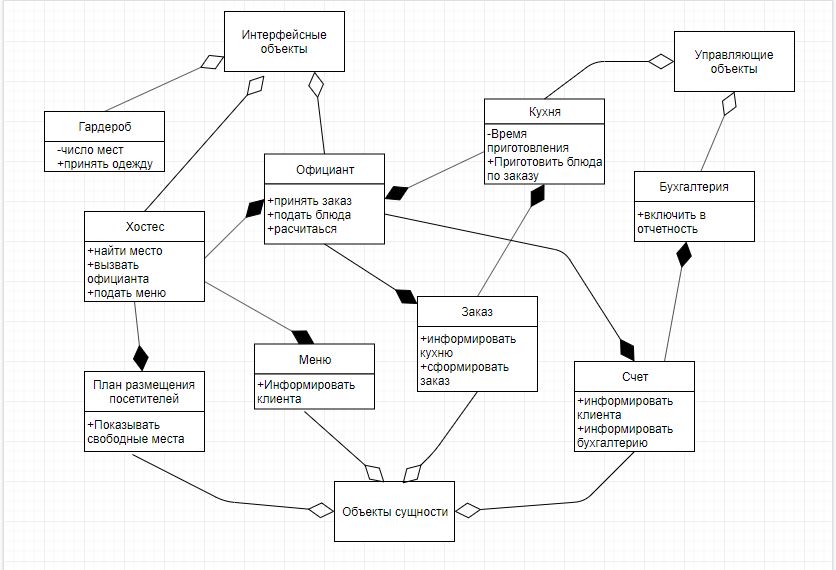 Интерфейсные
объекты
Управляющие
объекты
Гардероб
-число мест
+принять одежду
Кухня
-Время
приготовления
+Приготовить блюда
по заказу
Официант
+принять заказ
+подать блюда
+расчитаься
Бухгалтерия
+включить в
отчетность
Хостес
+найти место
+вызвать
официанта
+подать меню
Заказ
+информировать
кухню
+сформировать
заказ
Меню
+Информировать
клиента
План размещения
посетителей
+Показывать
свободные места
Счет
+информировать
клиента
+информировать
бухгалтерию
Объекты сущности